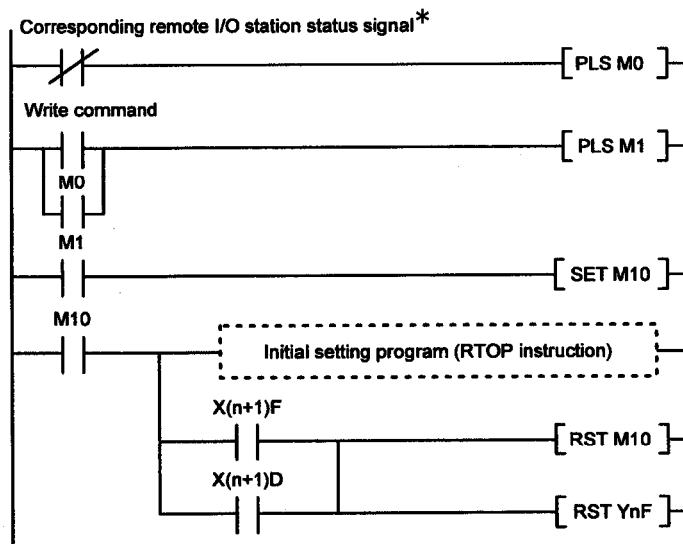 Corresponding remote I/O station status signal*
[ PLS M0 ]
Write command
[ PLS M1 ]
M0
M1
[ SET M10 ]
M10
Initial setting program (RTOP instruction)
X(n+1)F
[ RST M10 ]
X(n+1)D
[ RST YnF ]